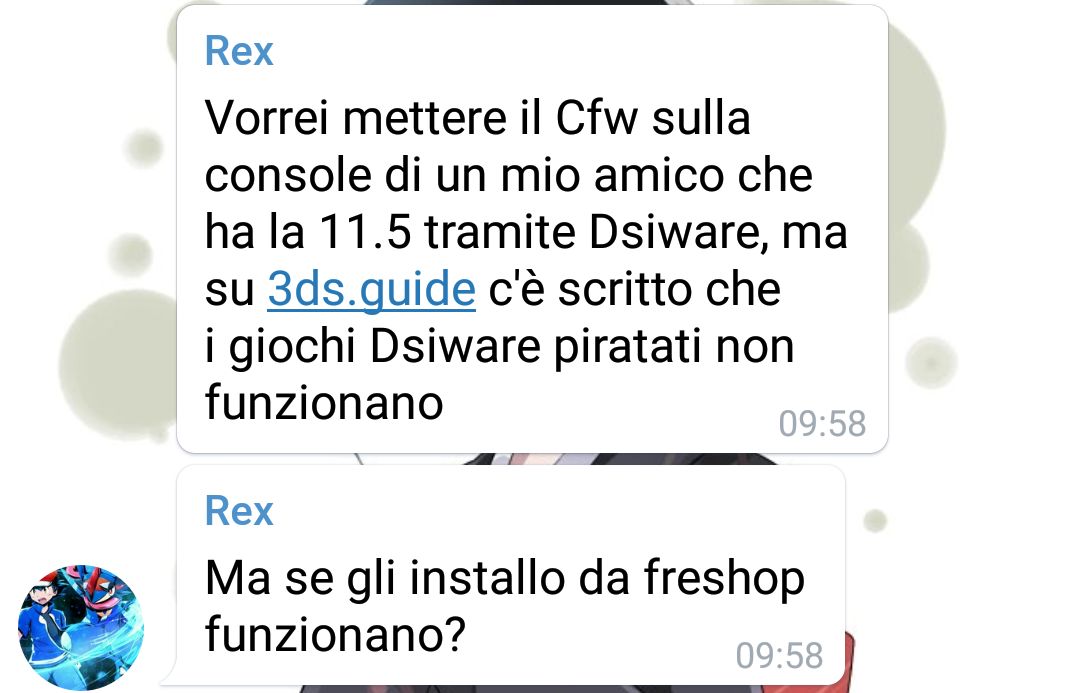 Rex
Vorrei mettere il Cfw sulla
console di un mio amico che
ha la 11.5 tramite Dsiware, ma
su 3ds.guide c'è scritto che
i giochi Dsiware piratati non
funzionano
09:58
Rex
Ma se gli installo da freshop
funzionano?
09:58